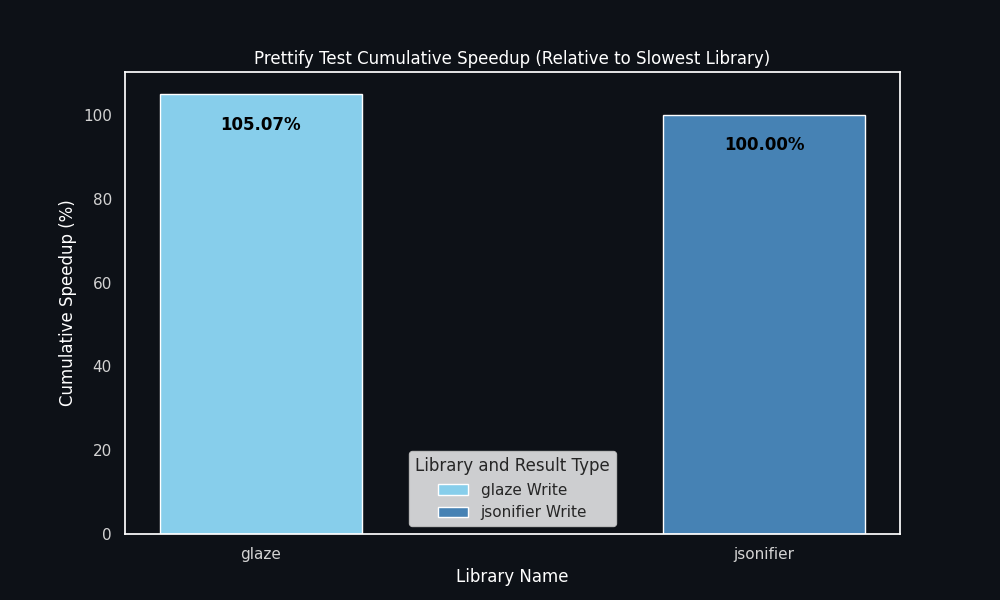 Prettify Test Cumulative Speedup (Relative to Slowest Library)
Cumulative Speedup (%)
100
80
60
40
20
0
105.07%
100.00%
Library and Result Type
glaze Write
jsonifier Write
glaze
jsonifier
Library Name